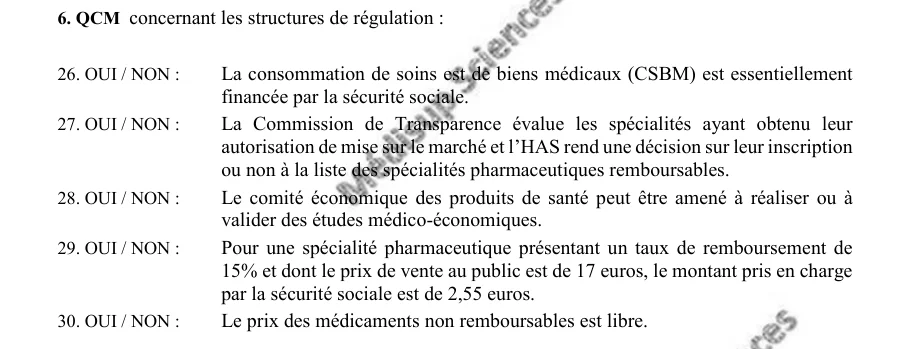 6. QCM concernant les structures de régulation :
26. OUI / NON : La consommation de soins est de biens médicaux (CSBM) est essentiellement
financée par la sécurité sociale.
27. OUI / NON : La Commission de Transparence évalue les spécialités ayant obtenu leur
autorisation de mise sur le marché et l’HAS rend une décision sur leur inscription
ou non à la liste des spécialités pharmaceutiques remboursables.
28. OUI / NON : Le comité économique des produits de santé peut être amené à réaliser ou à
valider des études médico-économiques.
29. OUI / NON : Pour une spécialité pharmaceutique présentant un taux de remboursement de
15% et dont le prix de vente au public est de 17 euros, le montant pris en charge
par la sécurité sociale est de 2,55 euros.
30. OUI / NON : Le prix des médicaments non remboursables est libre.
Médisup Sciences